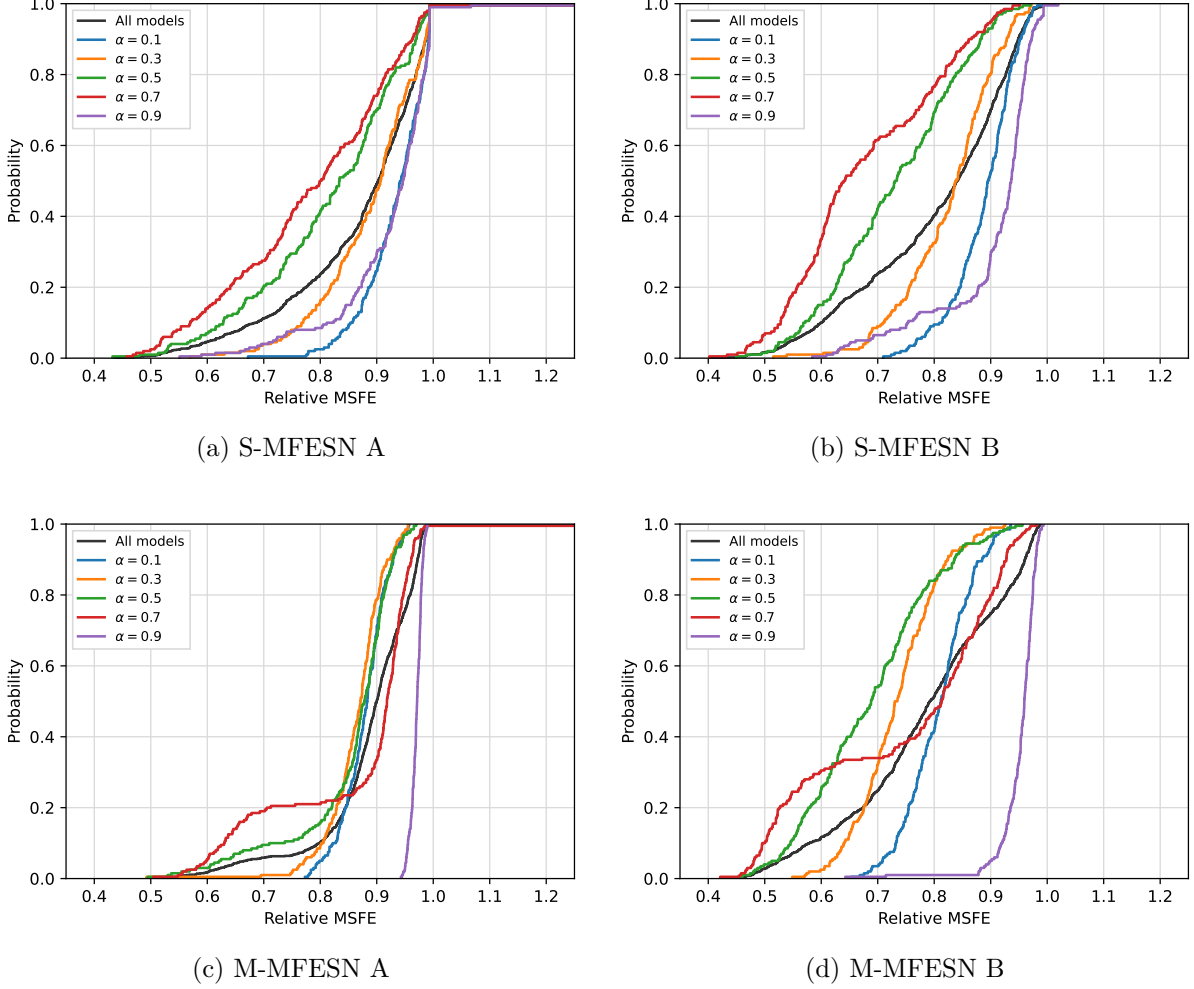 1.0
0.8
0.6
0.4
0.2
0.0
Probability
All models
α = 0.1
α = 0.3
α = 0.5
α = 0.7
α = 0.9
0.4 0.5 0.6 0.7 0.8 0.9 1.0 1.1 1.2
Relative MSFE
(a) S-MFESN A
1.0
0.8
0.6
0.4
0.2
0.0
Probability
All models
α = 0.1
α = 0.3
α = 0.5
α = 0.7
α = 0.9
0.4 0.5 0.6 0.7 0.8 0.9 1.0 1.1 1.2
Relative MSFE
(b) S-MFESN B
1.0
0.8
0.6
0.4
0.2
0.0
Probability
All models
α = 0.1
α = 0.3
α = 0.5
α = 0.7
α = 0.9
0.4 0.5 0.6 0.7 0.8 0.9 1.0 1.1 1.2
Relative MSFE
(c) M-MFESN A
1.0
0.8
0.6
0.4
0.2
0.0
Probability
All models
α = 0.1
α = 0.3
α = 0.5
α = 0.7
α = 0.9
0.4 0.5 0.6 0.7 0.8 0.9 1.0 1.1 1.2
Relative MSFE
(d) M-MFESN B